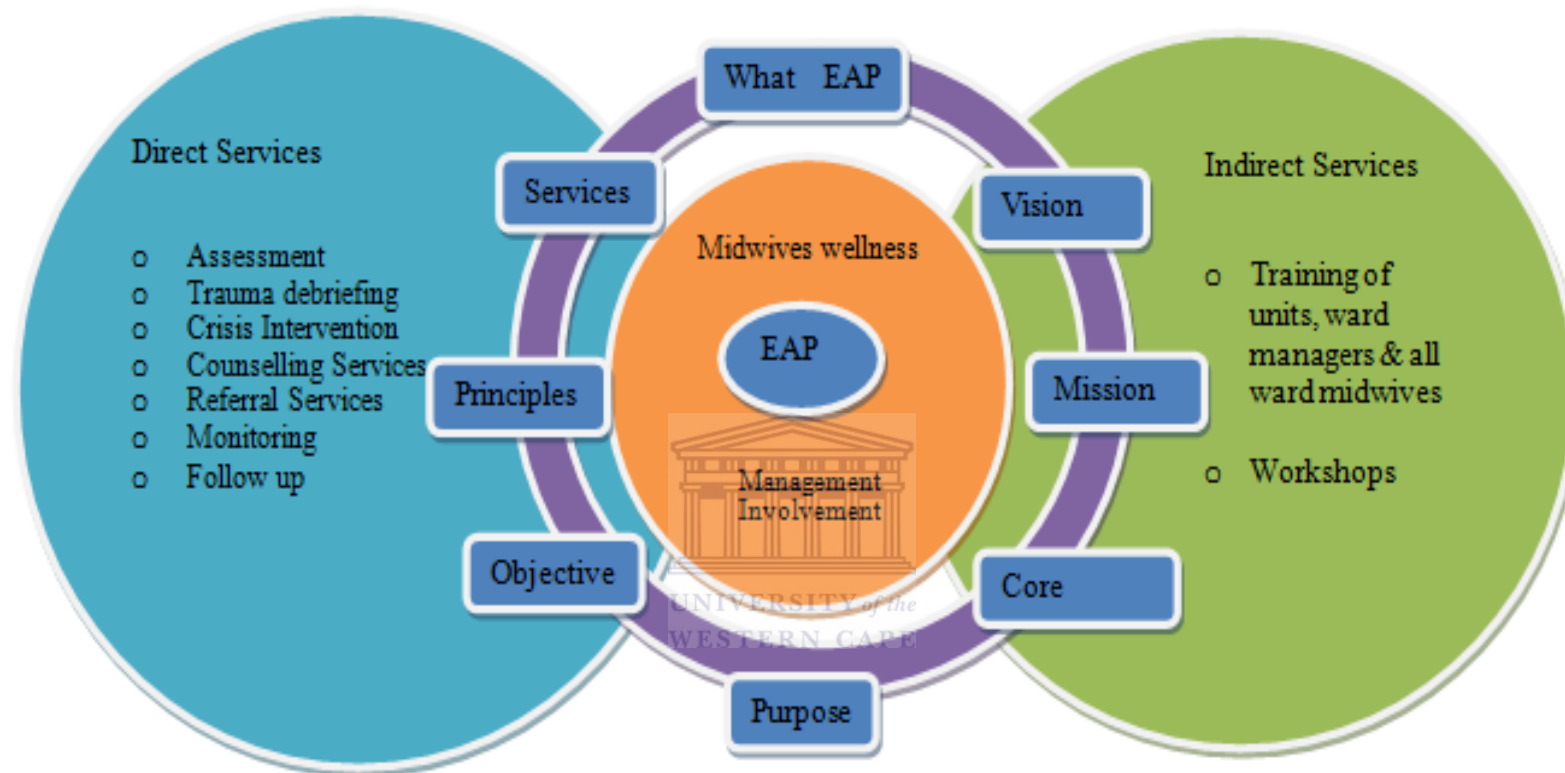 What EAP
Direct Services
o Assessment
o Trauma debriefing
o Crisis Intervention
o Counselling Services
o Referral Services
o Monitoring
o Follow up
Services
Principles
Objective
Purpose
Midwives wellness
EAP
Management
Involvement
UNIVERSITY of the
WESTERN CAPE
Vision
Mission
Core
Indirect Services
o Training of
units, ward
managers & all
ward midwives
o Workshops